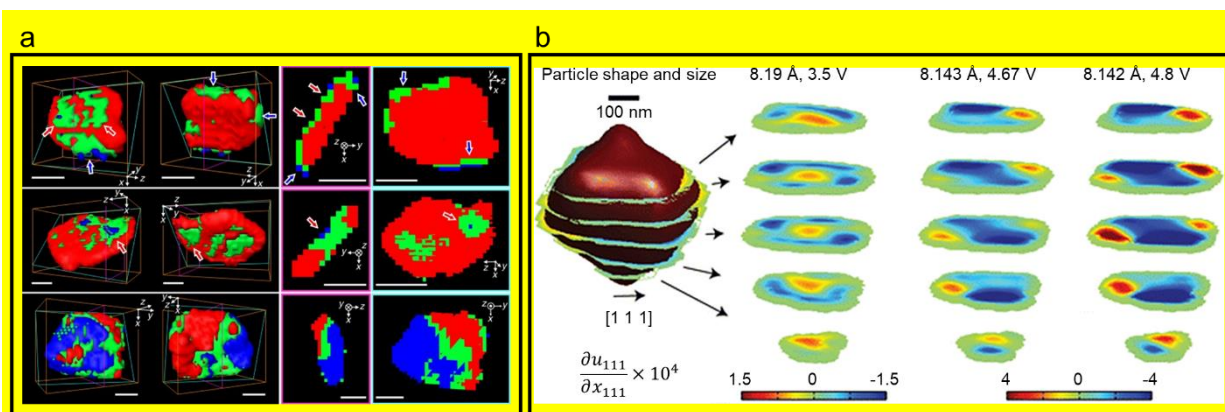 a
b
Particle shape and size
8.19 Å, 3.5 V
8.143 Å, 4.67 V
8.142 Å, 4.8 V
100 nm
[1 1 1]
∂u₁₁₁/∂x₁₁₁ × 10⁴
1.5 0 -1.5
4 0 -4